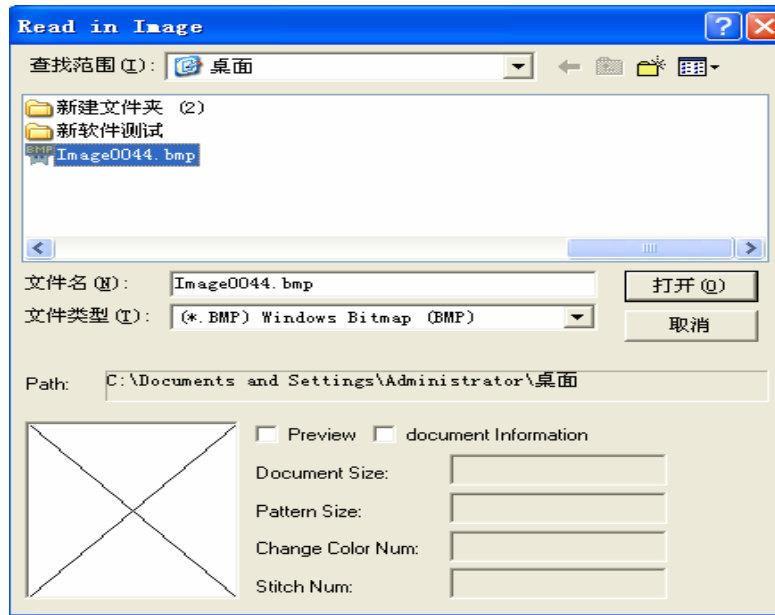 Read in Image
查找范围(I): 桌面
新建文件夹 (2)
新软件测试
BMP Image0044.bmp
文件名(N): Image0044.bmp 打开(O)
文件类型(T): (*.BMP) Windows Bitmap (BMP) 取消
Path: C:\Documents and Settings\Administrator\桌面
Preview document Information
Document Size:
Pattern Size:
Change Color Num:
Stitch Num: